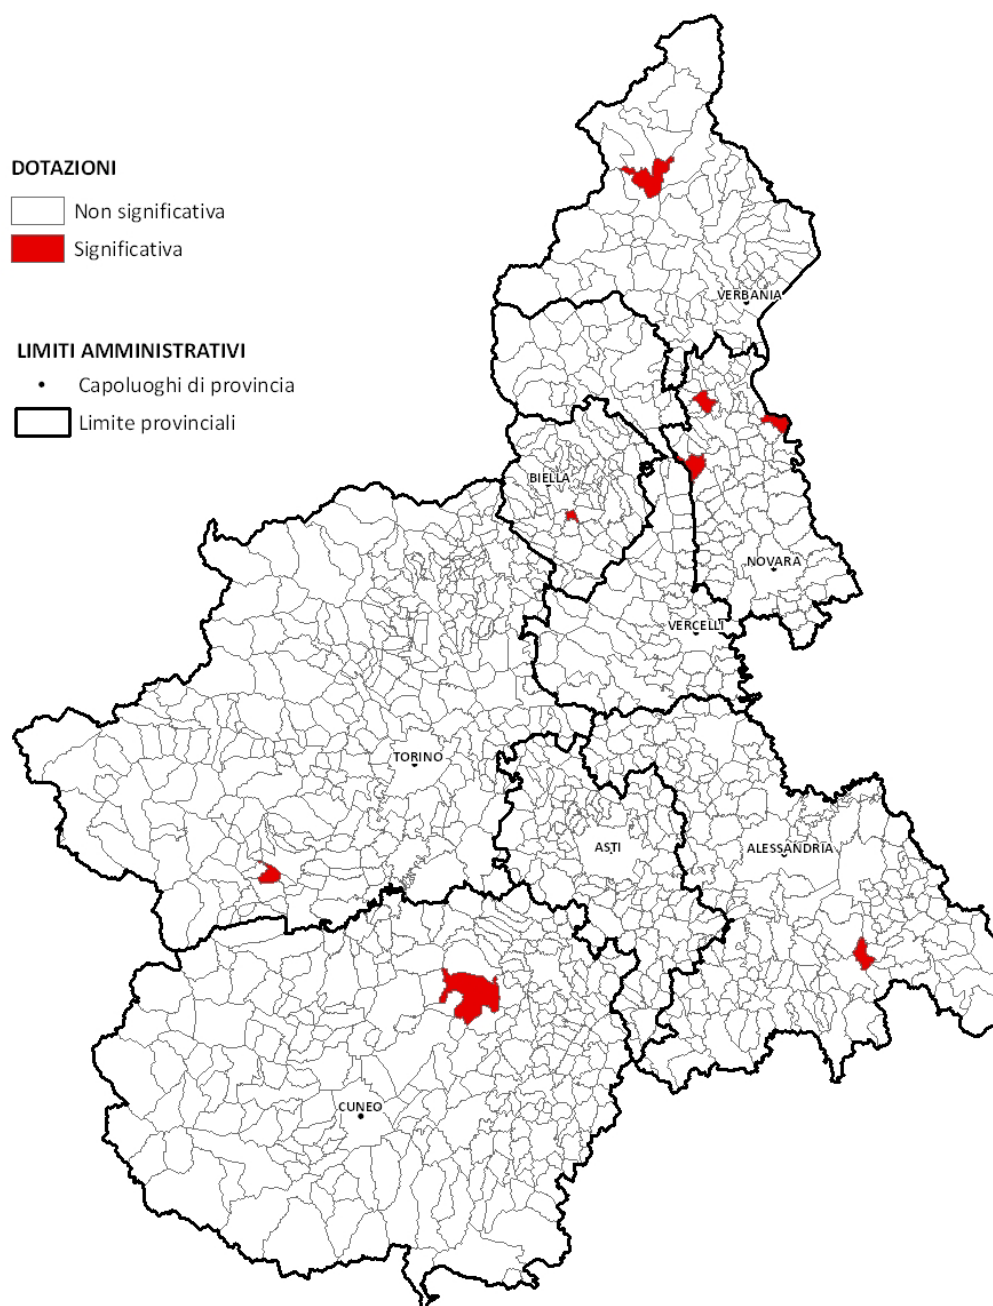 DOTAZIONI
Non significativa
Significativa
LIMITI AMMINISTRATIVI
Capoluoghi di provincia
Limite provinciali
VERBANIA
BIELLA
NOVARA
VERCELLI
TORINO
ASTI
ALESSANDRIA
CUNEO